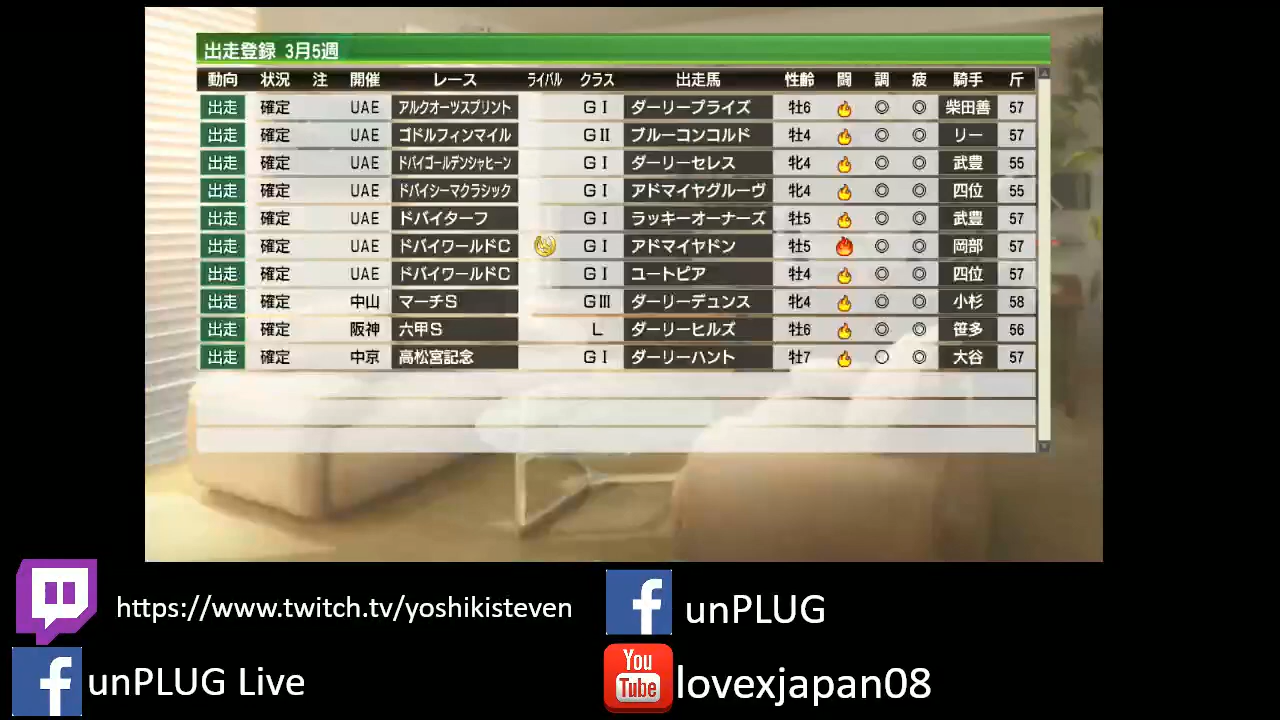 出走登録 3月5週
動向 状況 注 開催 レース ライバル クラス 出走馬 性齢 闘 調 疲 騎手 斤
出走 確定 UAE アルクオーツスプリント GⅠ ダーリープライズ 牡6 ◎ ◎ 柴田善 57
出走 確定 UAE ゴドルフィンマイル GⅡ ブルーコンコルド 牡4 ◎ ◎ リー 57
出走 確定 UAE ドバイゴールデンシャヒーン GⅠ ダーリーセレス 牝4 ◎ ◎ 武豊 55
出走 確定 UAE ドバイシーマクラシック GⅠ アドマイヤグルーヴ 牝4 ◎ ◎ 四位 55
出走 確定 UAE ドバイターフ GⅠ ラッキーオーナーズ 牡5 ◎ ◎ 武豊 57
出走 確定 UAE ドバイワールドC GⅠ アドマイヤドン 牡5 ◎ ◎ 岡部 57
出走 確定 UAE ドバイワールドC GⅠ ユートピア 牡4 ◎ ◎ 四位 57
出走 確定 中山 マーチS GⅢ ダーリーデュンス 牝4 ◎ ◎ 小杉 58
出走 確定 阪神 六甲S L ダーリーヒルズ 牡6 ◎ ◎ 笹多 56
出走 確定 中京 高松宮記念 GⅠ ダーリーハント 牡7 ○ ◎ 大谷 57
https://www.twitch.tv/yoshikisteven
unPLUG
unPLUG Live
You Tube lovexjapan08